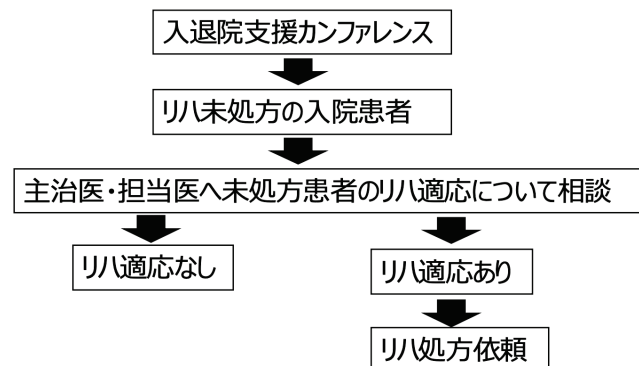 入退院支援カンファレンス
リハ未処方の入院患者
主治医・担当医へ未処方患者のリハ適応について相談
リハ適応なし
リハ適応あり
リハ処方依頼